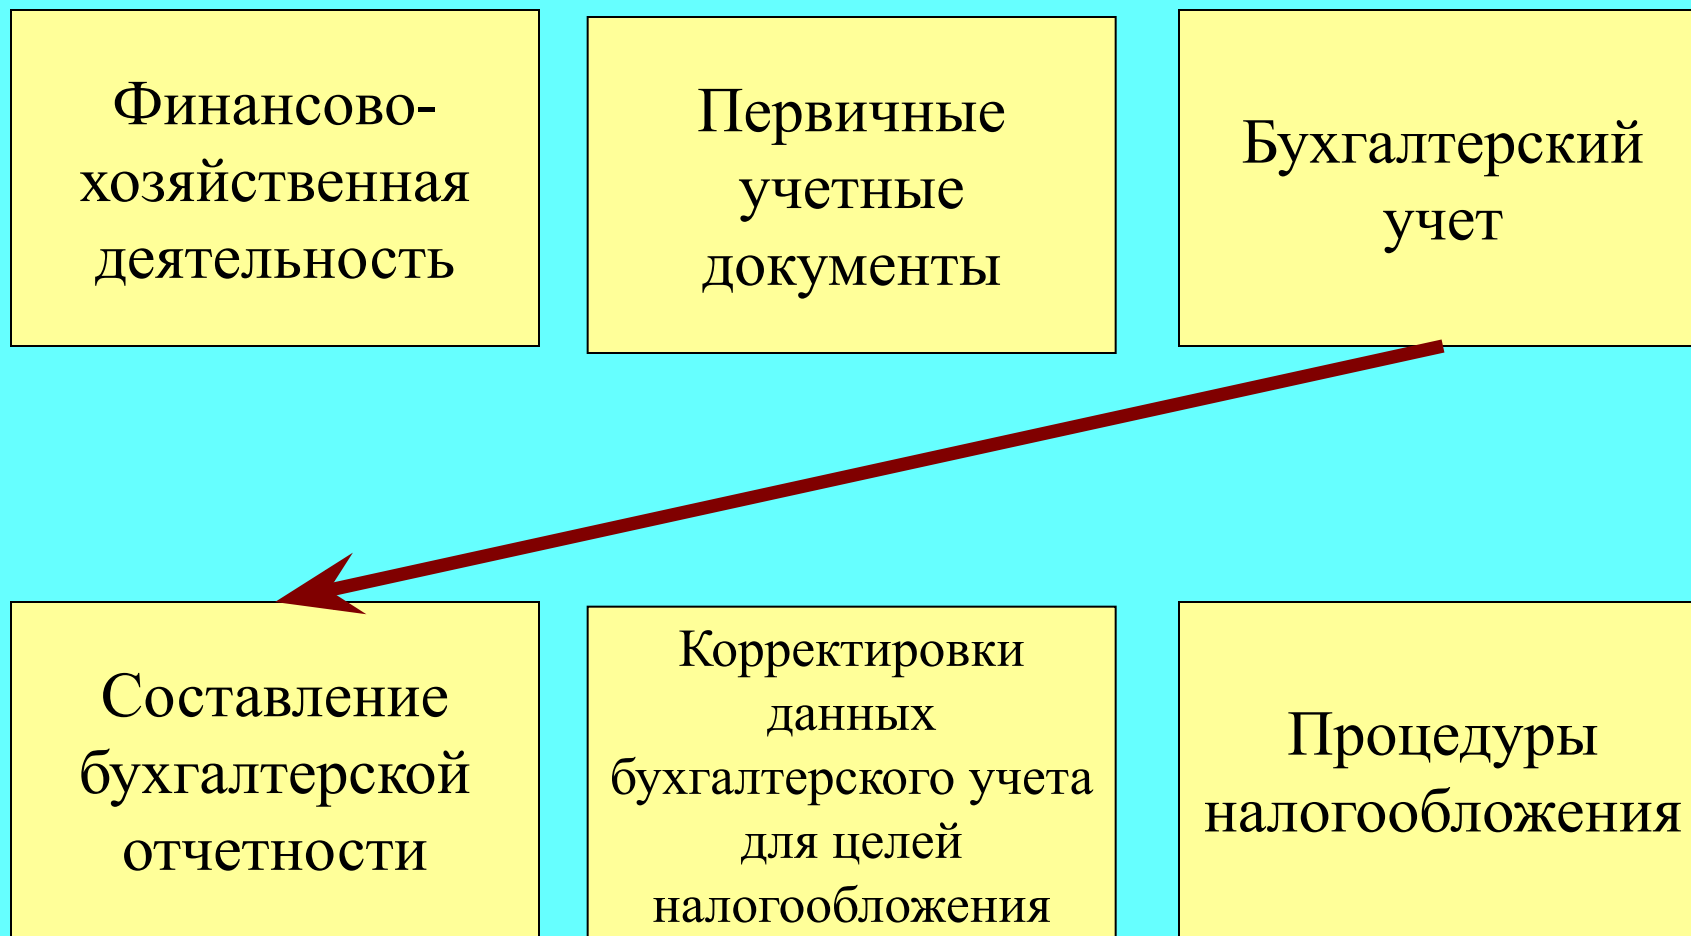 Финансово-
хозяйственная
деятельность
Первичные
учетные
документы
Бухгалтерский
учет
Составление
бухгалтерской
отчетности
Корректировки
данных
бухгалтерского учета
для целей
налогообложения
Процедуры
налогообложения